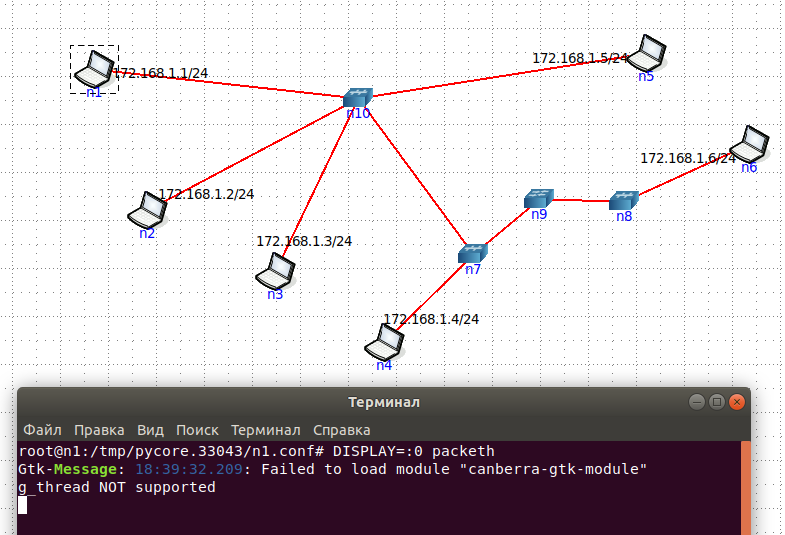 172.168.1.5/24
n5
172.168.1.1/24
n1
n10
172.168.1.6/24
n6
172.168.1.2/24
n9
n8
n2
172.168.1.3/24
n7
n3
172.168.1.4/24
n4
Терминал
Файл Правка Вид Поиск Терминал Справка
root@n1:/tmp/pycore.33043/n1.conf# DISPLAY=:0 packeth
Gtk-Message: 18:39:32.209: Failed to load module "canberra-gtk-module"
g_thread NOT supported